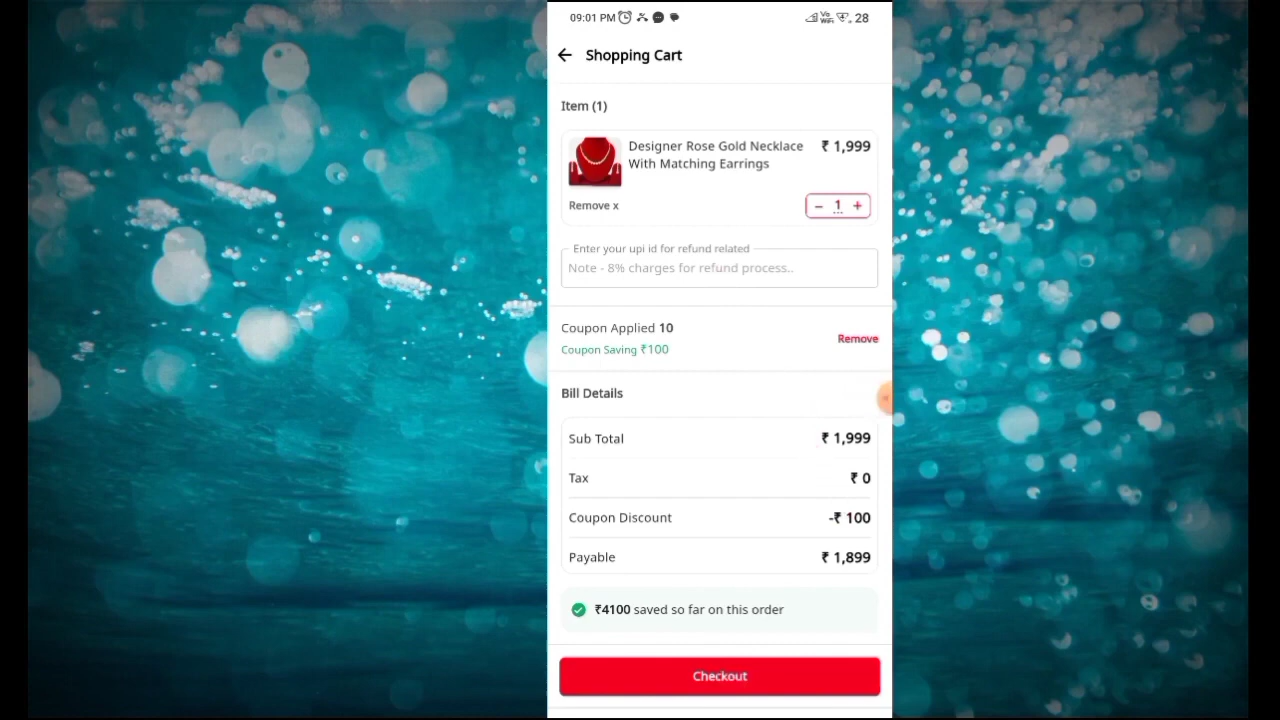 09:01 PM 28
Shopping Cart
Item (1)
Designer Rose Gold Necklace ₹ 1,999
With Matching Earrings
Remove x − 1 +
Enter your upi id for refund related
Note - 8% charges for refund process..
Coupon Applied 10
Remove
Coupon Saving ₹100
Bill Details
Sub Total ₹ 1,999
Tax ₹ 0
Coupon Discount -₹ 100
Payable ₹ 1,899
₹4100 saved so far on this order
Checkout